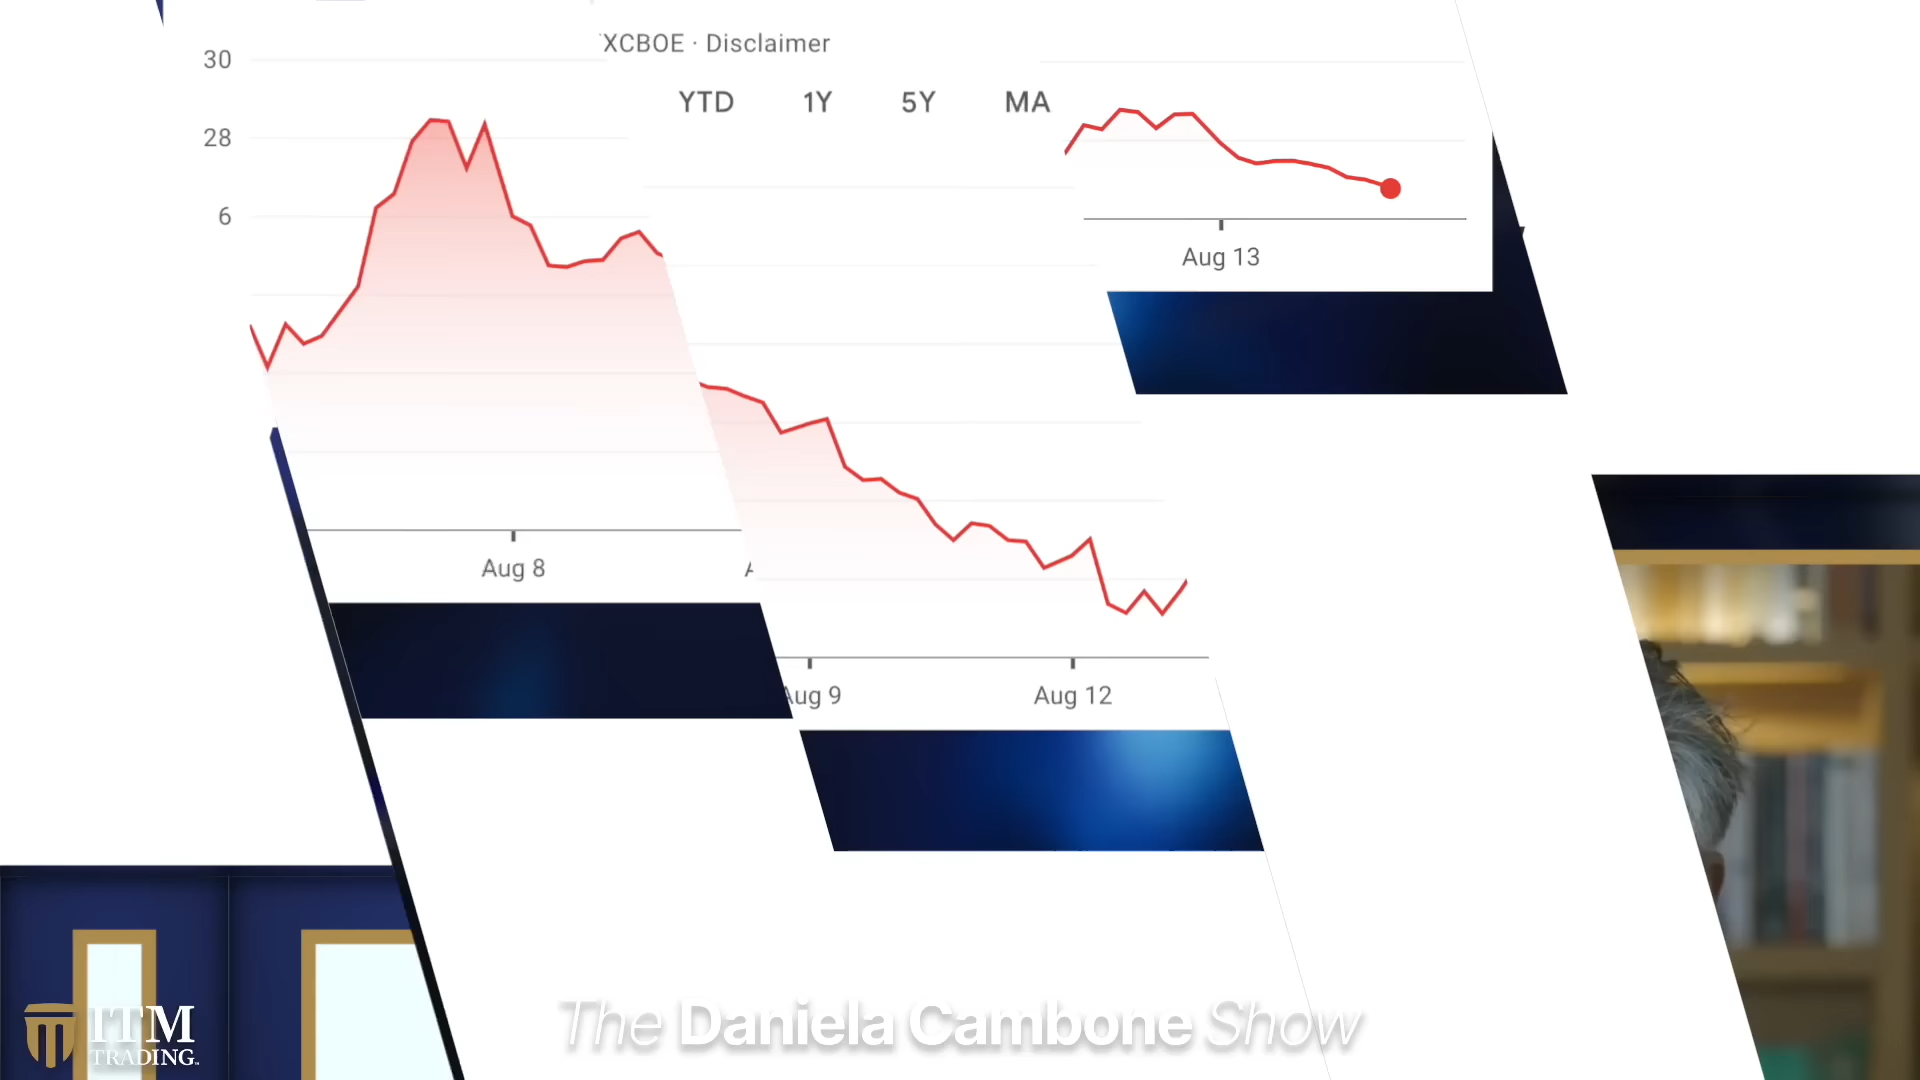 XCBOE · Disclaimer
YTD 1Y 5Y MA
30
28
6
Aug 13
Aug 8
Aug 9
Aug 12
ITM
TRADING
The Daniela Cambone Show